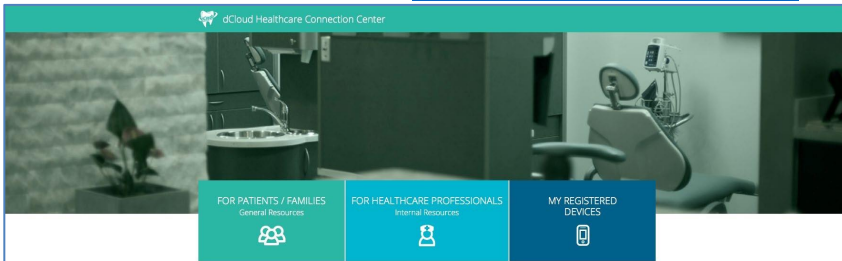 dCloud Healthcare Connection Center
FOR PATIENTS / FAMILIES
General Resources
FOR HEALTHCARE PROFESSIONALS
Internal Resources
MY REGISTERED
DEVICES